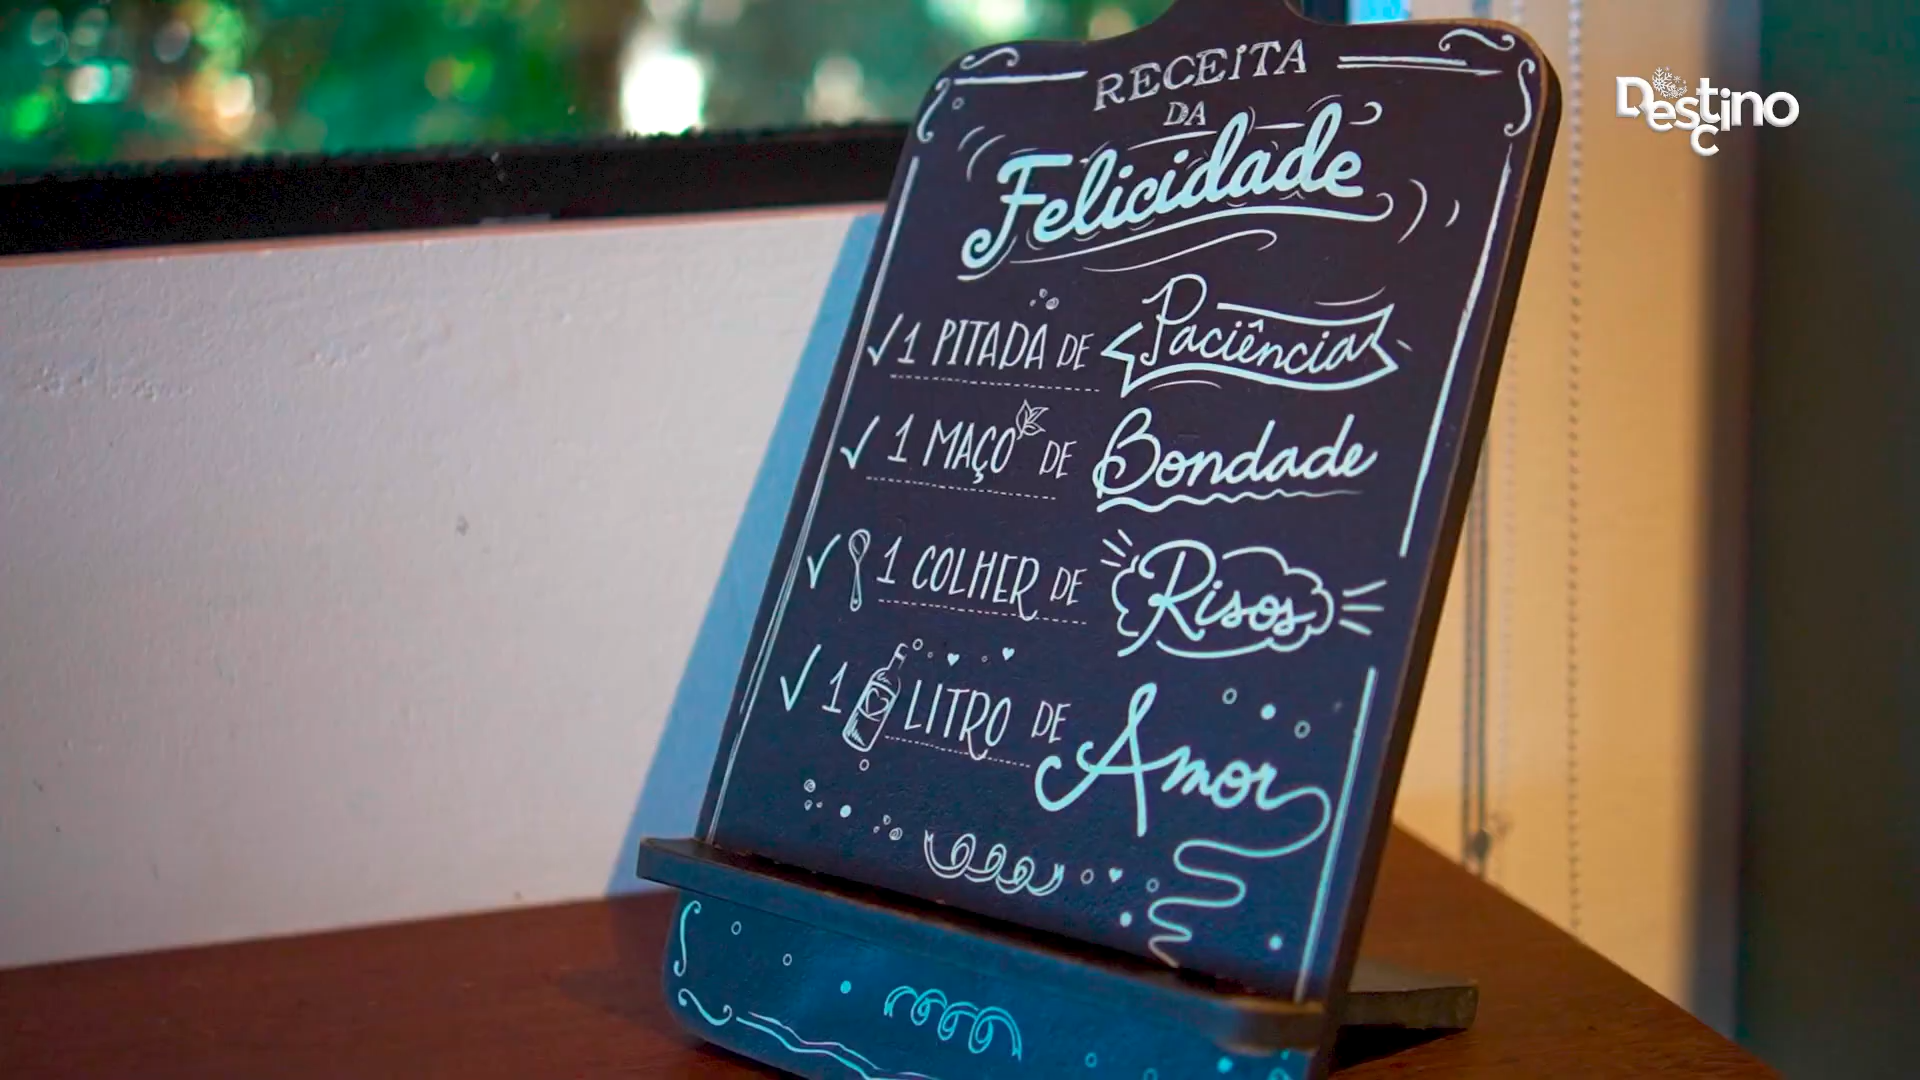 RECEITA
DA
Felicidade
1 PITADA DE Paciência
1 MAÇO DE Bondade
1 COLHER DE Risos
1 LITRO DE Amor
Destino
SC